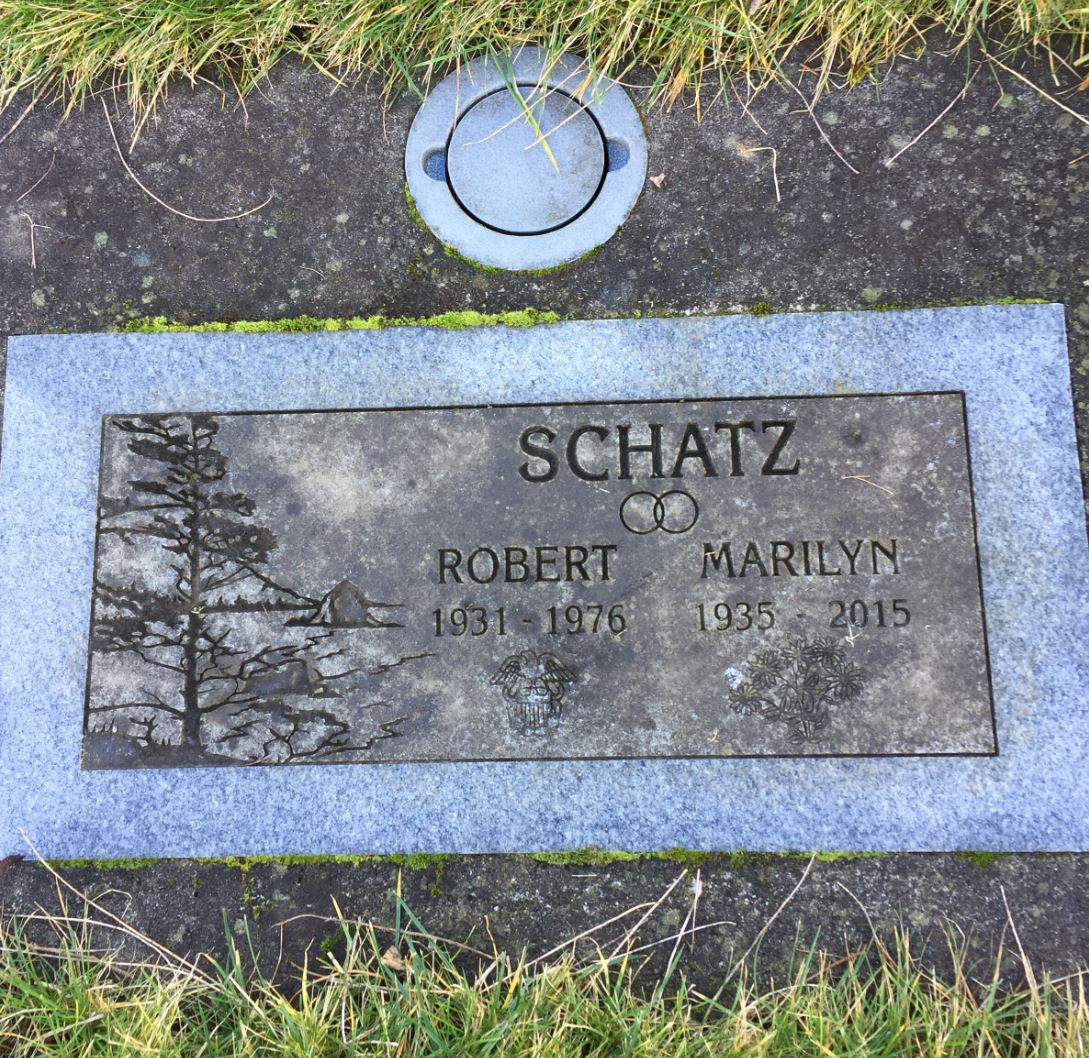 SCHATZ
ROBERT MARILYN
1931 - 1976 1935 - 2015